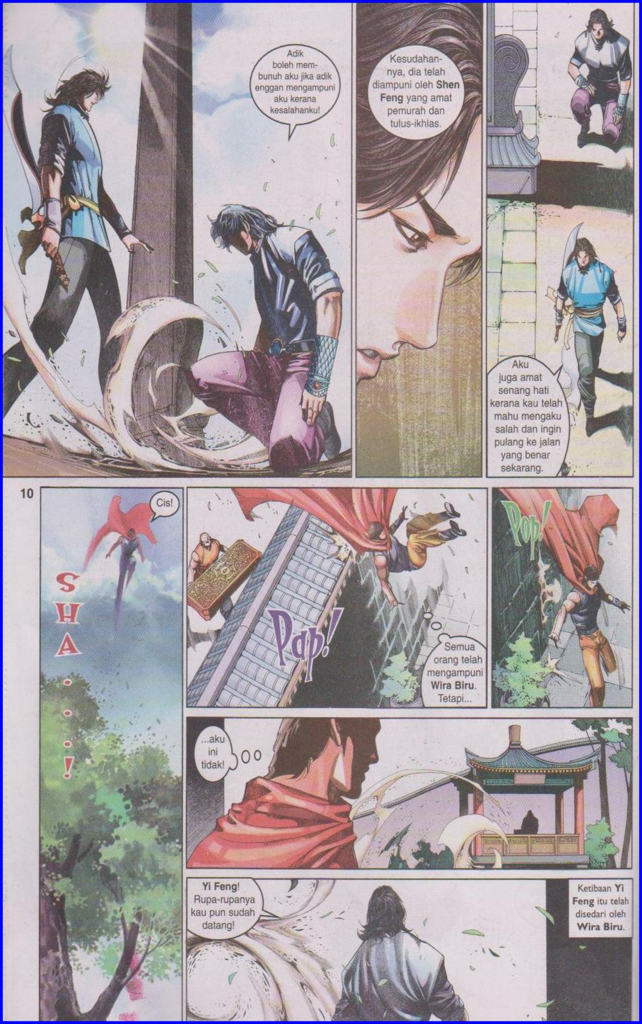 Adik
boleh mem-
bunuh aku jika adik
enggan mengampuni
aku kerana
kesalahanku!
Kesudahan-
nya, dia telah
diampuni oleh Shen
Feng yang amat
pemurah dan
tulus-ikhlas.
Aku
juga amat
senang hati
kerana kau telah
mahu mengaku
salah dan ingin
pulang ke jalan
yang benar
sekarang.
10
Cis!
SHA....!
Pap!
Semua
orang telah
mengampuni
Wira Biru.
Tetapi...
Pap!
...aku
ini
tidak!
Yi Feng!
Rupa-rupanya
kau pun sudah
datang!
Ketibaan Yi
Feng itu telah
disedari oleh
Wira Biru.